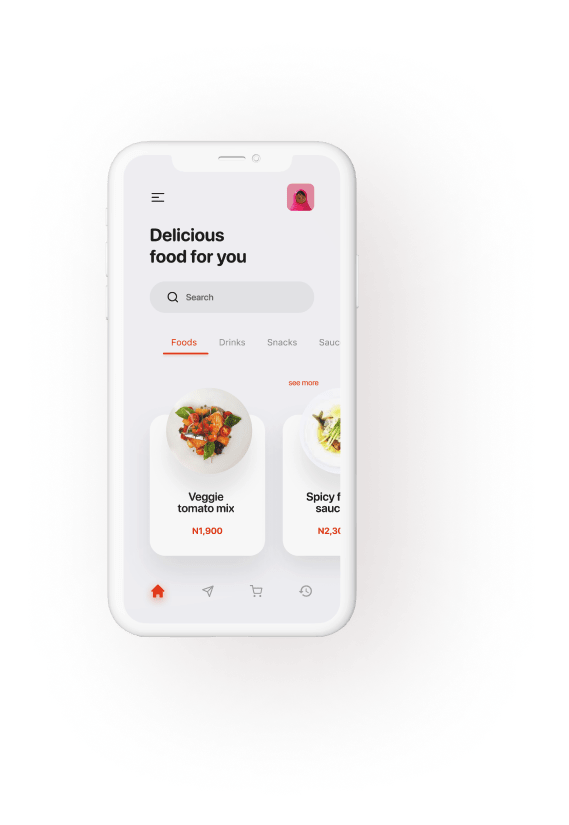 Delicious
food for you
Search
Foods Drinks Snacks Sauc
see more
Veggie
tomato mix
N1,900
Spicy f
sauc
N2,30